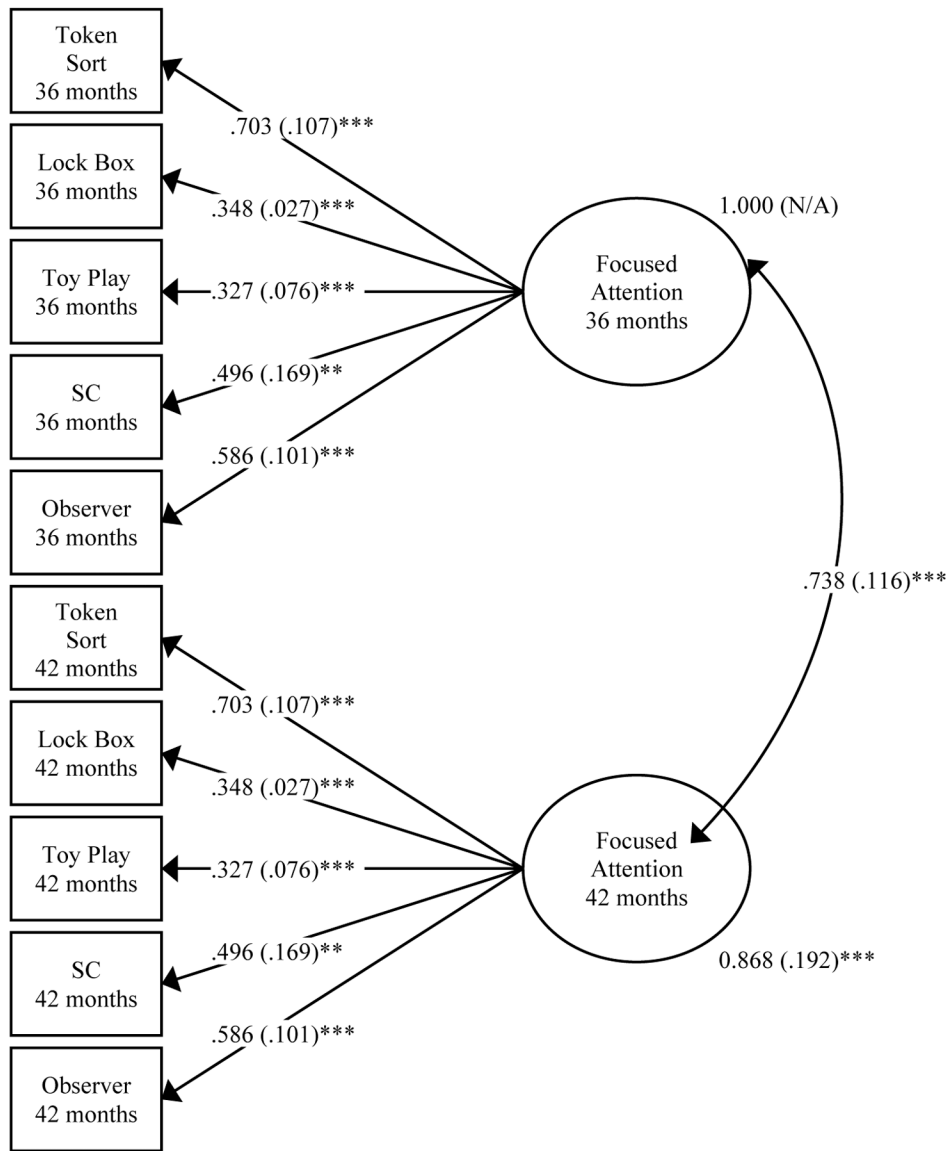 Token
Sort
36 months
.703 (.107)***
Lock Box
36 months
.348 (.027)***
1.000 (N/A)
Toy Play
36 months
.327 (.076)***
Focused
Attention
36 months
SC
36 months
.496 (.169)**
.586 (.101)***
Observer
36 months
.738 (.116)***
Token
Sort
42 months
.703 (.107)***
Lock Box
42 months
.348 (.027)***
Toy Play
42 months
.327 (.076)***
Focused
Attention
42 months
SC
42 months
.496 (.169)**
0.868 (.192)***
.586 (.101)***
Observer
42 months